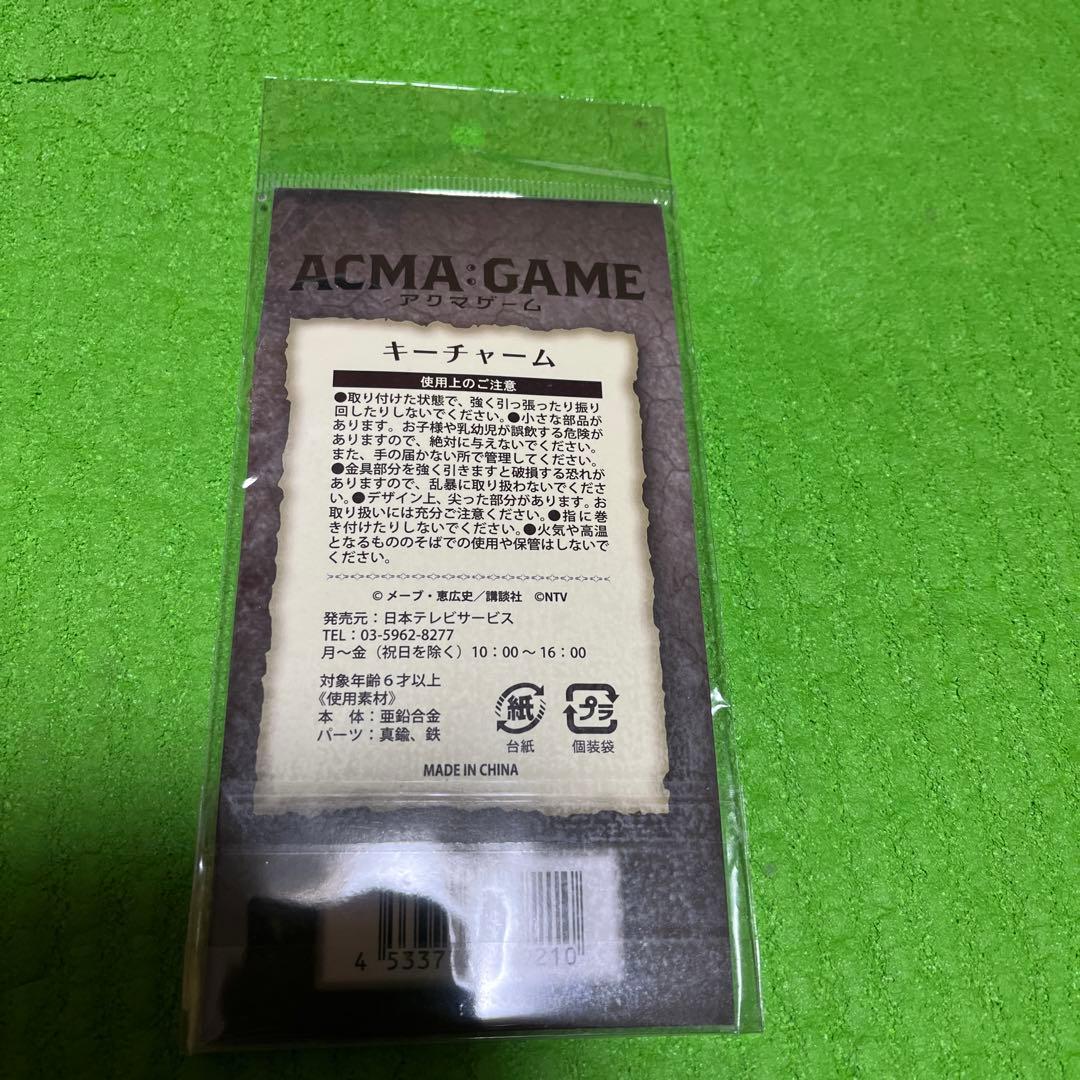 ACMA:GAME
アクマゲーム
キーチャーム
使用上のご注意
●取り付けた状態で、強く引っ張ったり振り
回したりしないでください。●小さな部品が
あります。お子様や乳幼児が誤飲する危険が
ありますので、絶対に与えないでください。
また、手の届かない所で管理してください。
●金具部分を強く引きますと破損する恐れが
ありますので、乱暴に取り扱わないでくださ
い。●デザイン上、尖った部分があります。お
取り扱いには充分ご注意ください。●指に巻
き付けたりしないでください。●火気や高温
となるもののそばでの使用や保管はしないで
ください。
© メーブ・恵広史／講談社 ©NTV
発売元：日本テレビサービス
TEL：03-5962-8277
月～金（祝日を除く）10：00～16：00
対象年齢6才以上
《使用素材》
本 体：亜鉛合金
パーツ：真鍮、鉄
紙
台紙
プラ
個装袋
MADE IN CHINA
4 5337 210